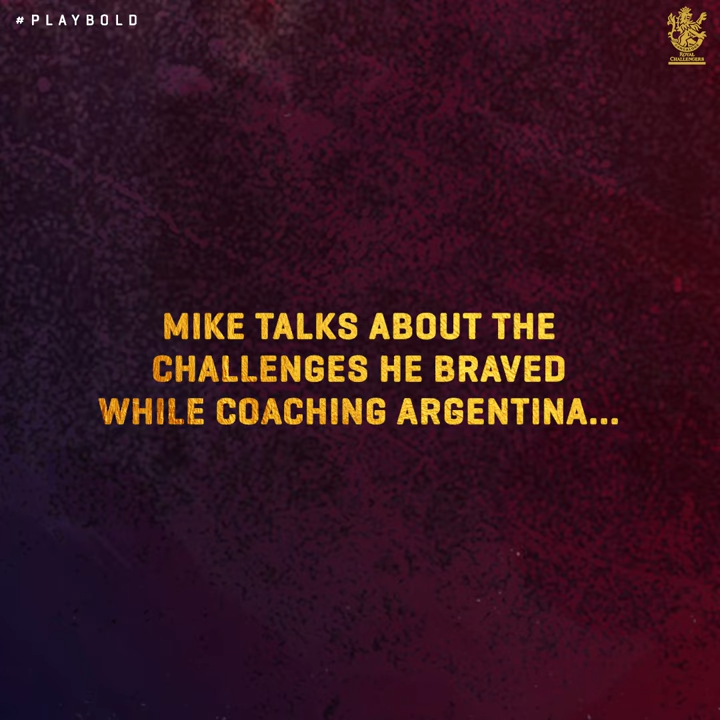 #PLAYBOLD
ROYAL
CHALLENGERS
MIKE TALKS ABOUT THE
CHALLENGES HE BRAVED
WHILE COACHING ARGENTINA...